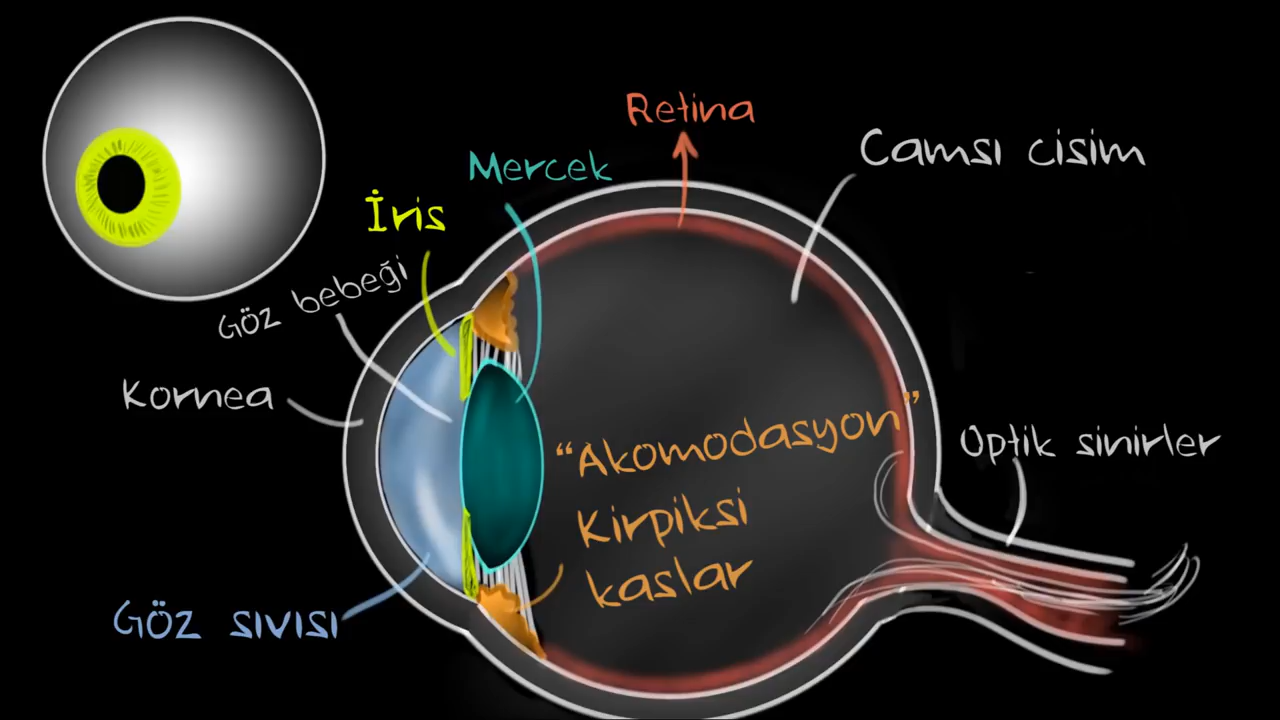 Retina
Camsı cisim
Mercek
İris
Göz bebeği
Kornea
"Akomodasyon"
Kirpiksi
kaslar
Optik sinirler
Göz sıvısı